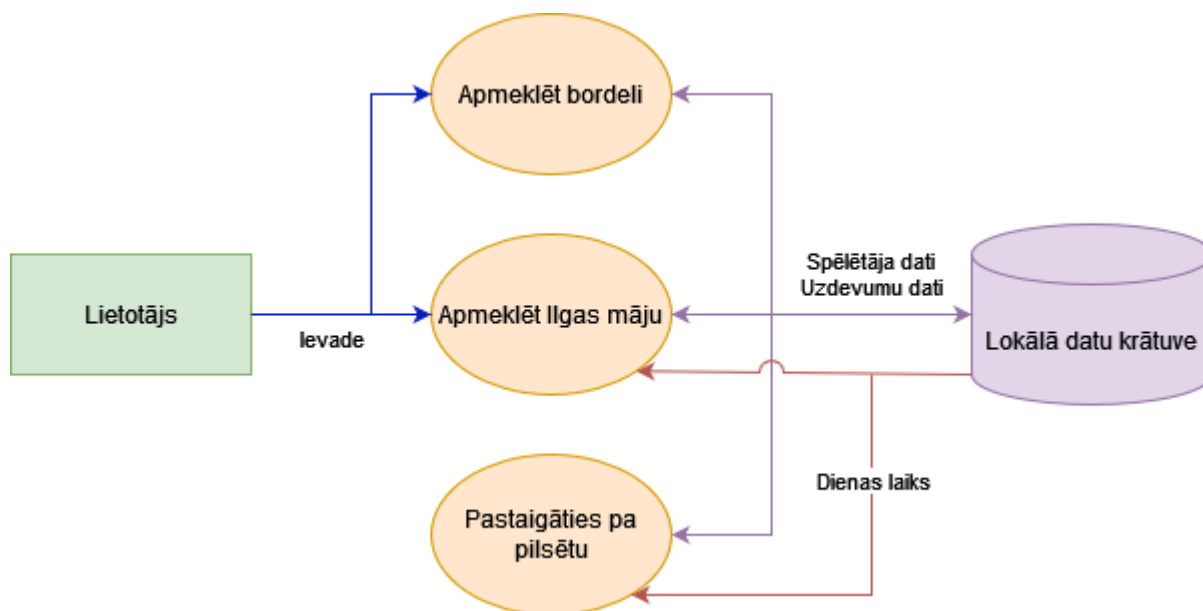 Apmeklēt bordeli
Spēlētāja dati
Uzdevumu dati
Lietotājs
Ievade
Apmeklēt Ilgas māju
Lokālā datu krātuve
Dienas laiks
Pastaigāties pa
pilsētu